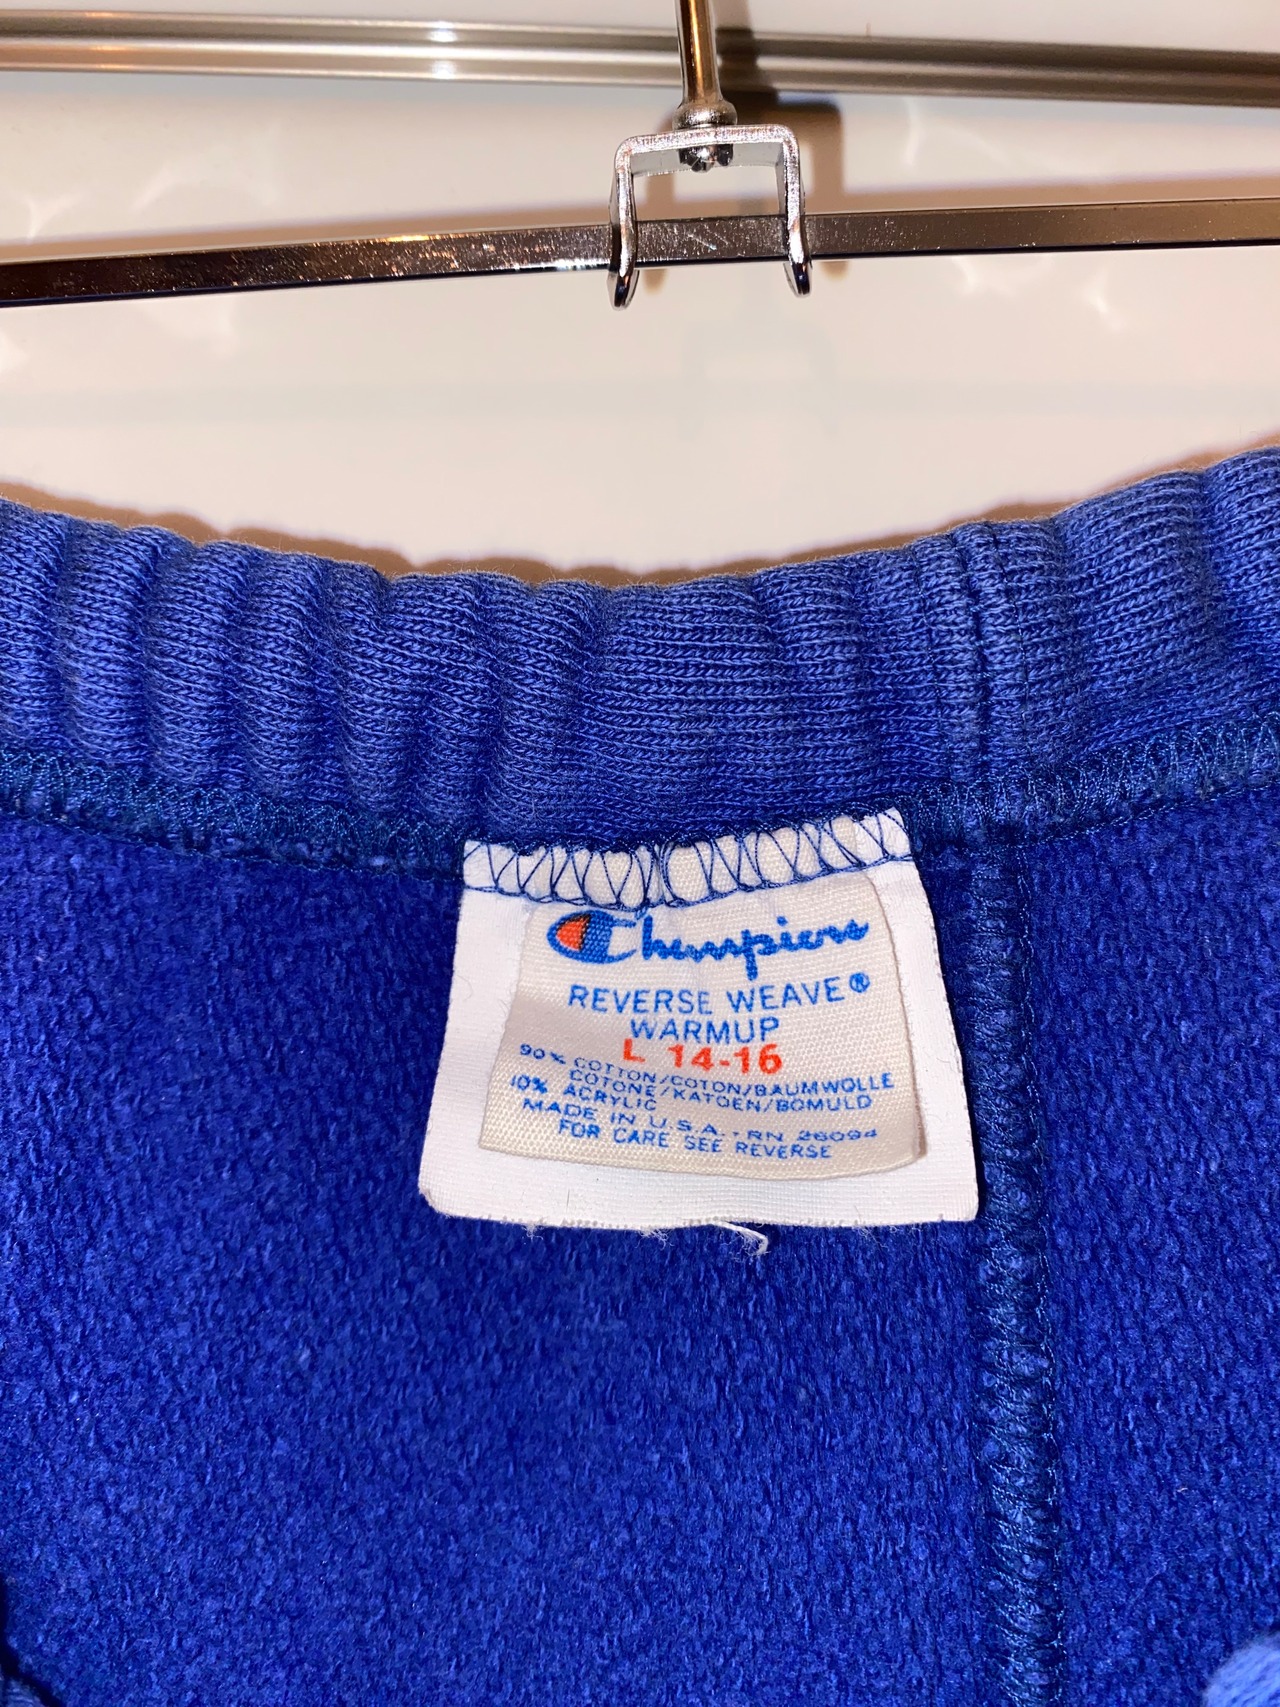 Champion
REVERSE WEAVE®
WARMUP
L 14-16
90% COTTON/COTON/BAUMWOLLE
COTONE/KATOEN/BOMULD
10% ACRYLIC
MADE IN U.S.A. - RN 26094
FOR CARE SEE REVERSE